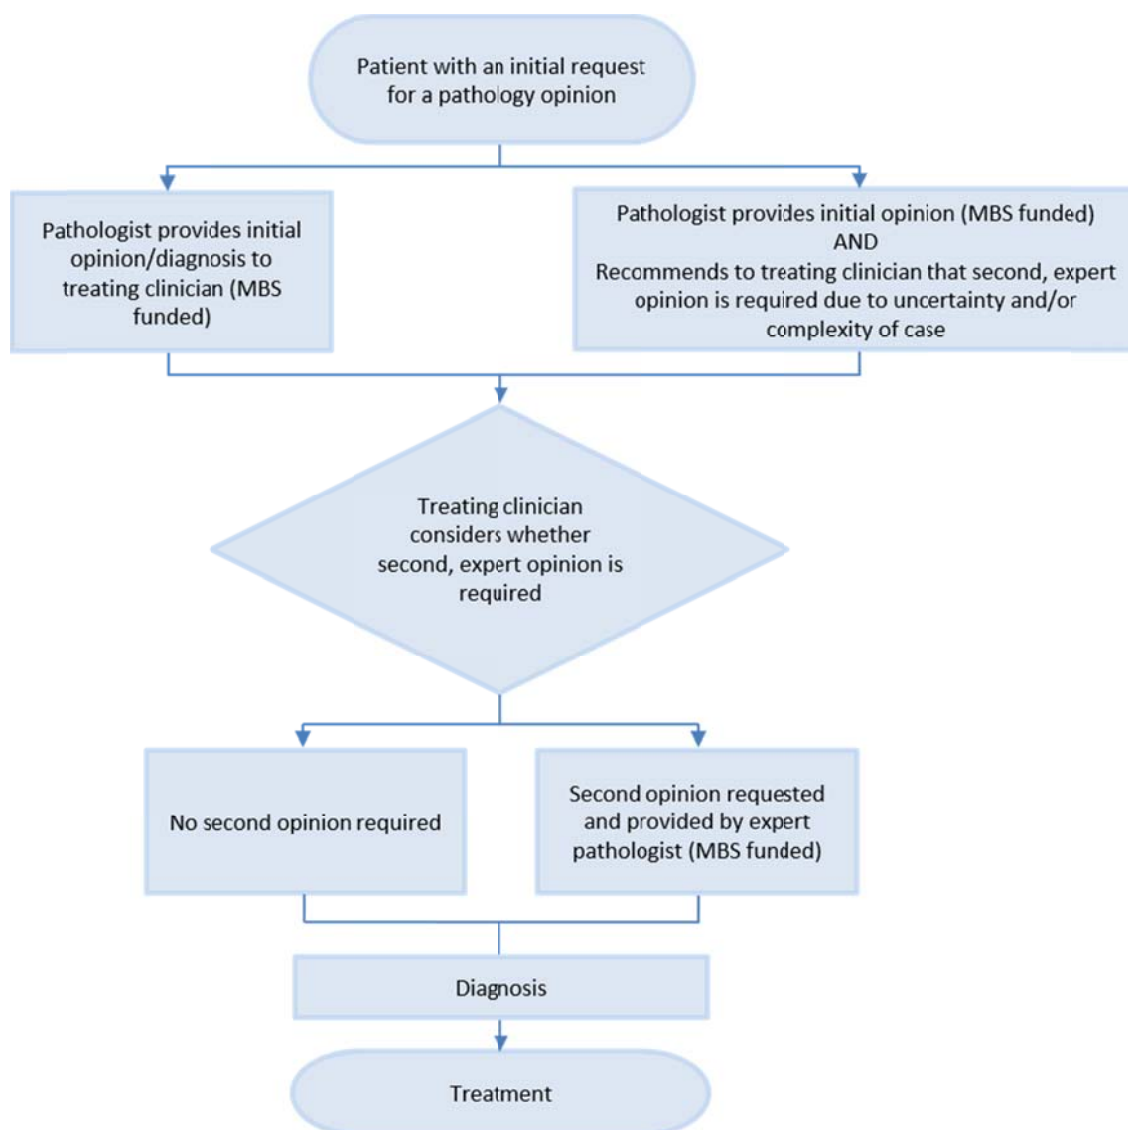 Patient with an initial request
for a pathology opinion
Pathologist provides initial
opinion/diagnosis to
treating clinician (MBS
funded)
Pathologist provides initial opinion (MBS funded)
AND
Recommends to treating clinician that second, expert
opinion is required due to uncertainty and/or
complexity of case
Treating clinician
considers whether
second, expert opinion is
required
No second opinion required
Second opinion requested
and provided by expert
pathologist (MBS funded)
Diagnosis
Treatment